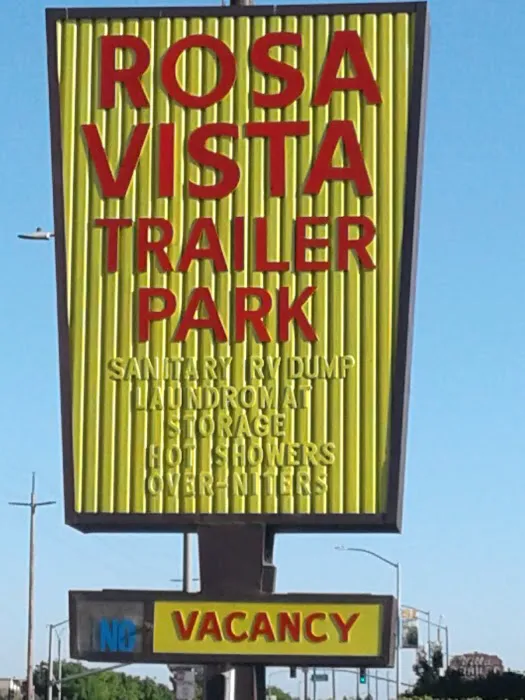 ROSA
VISTA
TRAILER
PARK
SANITARY RV DUMP
LAUNDROMAT
STORAGE
HOT SHOWERS
OVER-NITERS
NO VACANCY